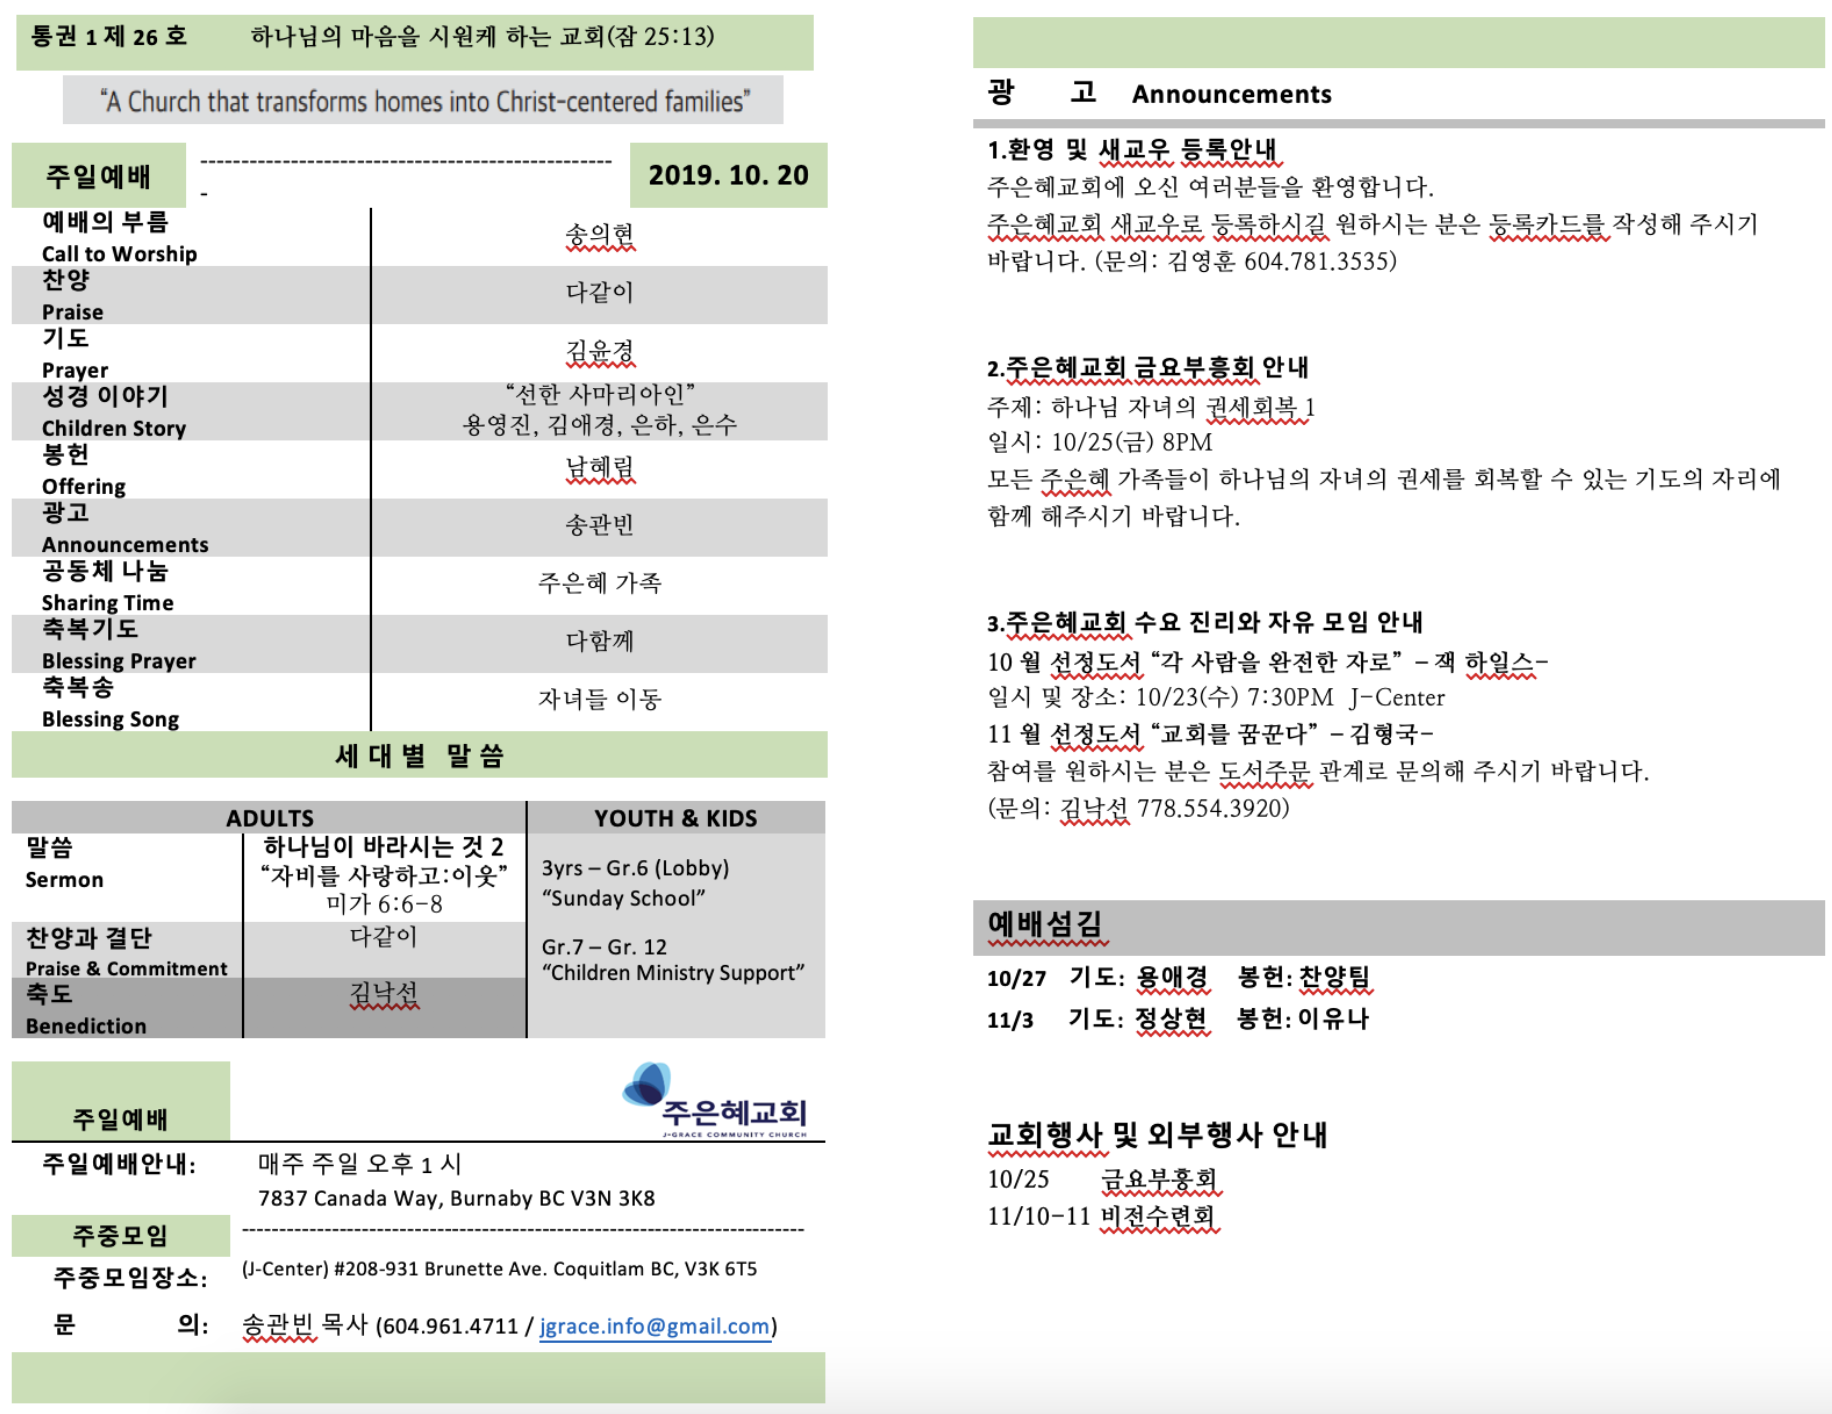 통권 1 제 26 호 하나님의 마음을 시원케 하는 교회(잠 25:13)
“A Church that transforms homes into Christ-centered families”
주일예배 --------------------------------------------------- 2019. 10. 20
-
예배의 부름
Call to Worship
송의현
찬양
Praise
다같이
기도
Prayer
김윤경
성경 이야기
Children Story
“선한 사마리아인”
용영진, 김애경, 은하, 은수
봉헌
Offering
남혜림
광고
Announcements
송관빈
공동체 나눔
Sharing Time
주은혜 가족
축복기도
Blessing Prayer
다함께
축복송
Blessing Song
자녀들 이동
세대별 말씀
ADULTS
말씀
Sermon
하나님이 바라시는 것 2
“자비를 사랑하고:이웃”
미가 6:6-8
찬양과 결단
Praise & Commitment
다같이
축도
Benediction
김낙선
YOUTH & KIDS
3yrs – Gr.6 (Lobby)
“Sunday School”
Gr.7 – Gr. 12
“Children Ministry Support”
주일예배
주은혜교회
J-GRACE COMMUNITY CHURCH
주일예배안내: 매주 주일 오후 1 시
7837 Canada Way, Burnaby BC V3N 3K8
주중모임 ----------------------------------------------------------------------
주중모임장소: (J-Center) #208-931 Brunette Ave. Coquitlam BC, V3K 6T5
문 의: 송관빈 목사 (604.961.4711 / jgrace.info@gmail.com)
광 고 Announcements
1.환영 및 새교우 등록안내
주은혜교회에 오신 여러분들을 환영합니다.
주은혜교회 새교우로 등록하시길 원하시는 분은 등록카드를 작성해 주시기
바랍니다. (문의: 김영훈 604.781.3535)
2.주은혜교회 금요부흥회 안내
주제: 하나님 자녀의 권세회복 1
일시: 10/25(금) 8PM
모든 주은혜 가족들이 하나님의 자녀의 권세를 회복할 수 있는 기도의 자리에
함께 해주시기 바랍니다.
3.주은혜교회 수요 진리와 자유 모임 안내
10 월 선정도서 “각 사람을 완전한 자로” – 잭 하일스-
일시 및 장소: 10/23(수) 7:30PM J-Center
11 월 선정도서 “교회를 꿈꾼다” – 김형국-
참여를 원하시는 분은 도서주문 관계로 문의해 주시기 바랍니다.
(문의: 김낙선 778.554.3920)
예배섬김
10/27 기도: 용애경 봉헌: 찬양팀
11/3 기도: 정상현 봉헌: 이유나
교회행사 및 외부행사 안내
10/25 금요부흥회
11/10-11 비전수련회